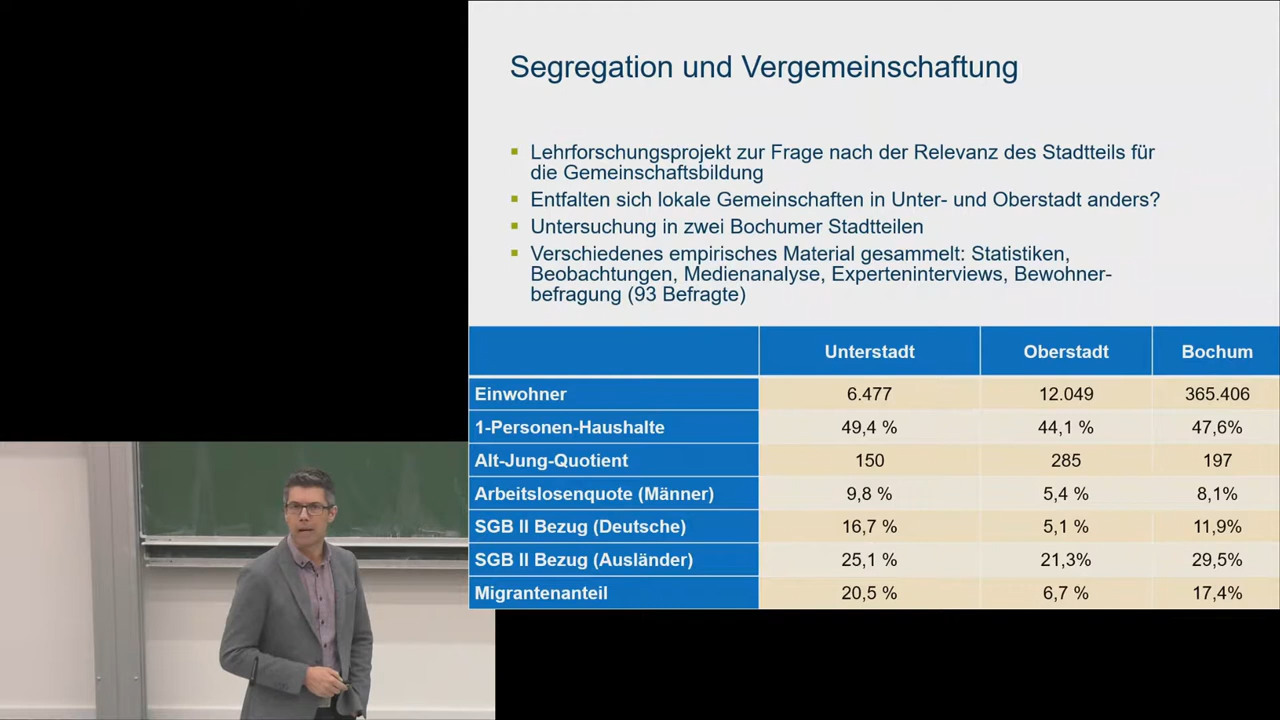 Segregation und Vergemeinschaftung
Lehrforschungsprojekt zur Frage nach der Relevanz des Stadtteils für
die Gemeinschaftsbildung
Entfalten sich lokale Gemeinschaften in Unter- und Oberstadt anders?
Untersuchung in zwei Bochumer Stadtteilen
Verschiedenes empirisches Material gesammelt: Statistiken,
Beobachtungen, Medienanalyse, Experteninterviews, Bewohner-
befragung (93 Befragte)
Unterstadt Oberstadt Bochum
Einwohner 6.477 12.049 365.406
1-Personen-Haushalte 49,4 % 44,1 % 47,6%
Alt-Jung-Quotient 150 285 197
Arbeitslosenquote (Männer) 9,8 % 5,4 % 8,1%
SGB II Bezug (Deutsche) 16,7 % 5,1 % 11,9%
SGB II Bezug (Ausländer) 25,1 % 21,3% 29,5%
Migrantenanteil 20,5 % 6,7 % 17,4%